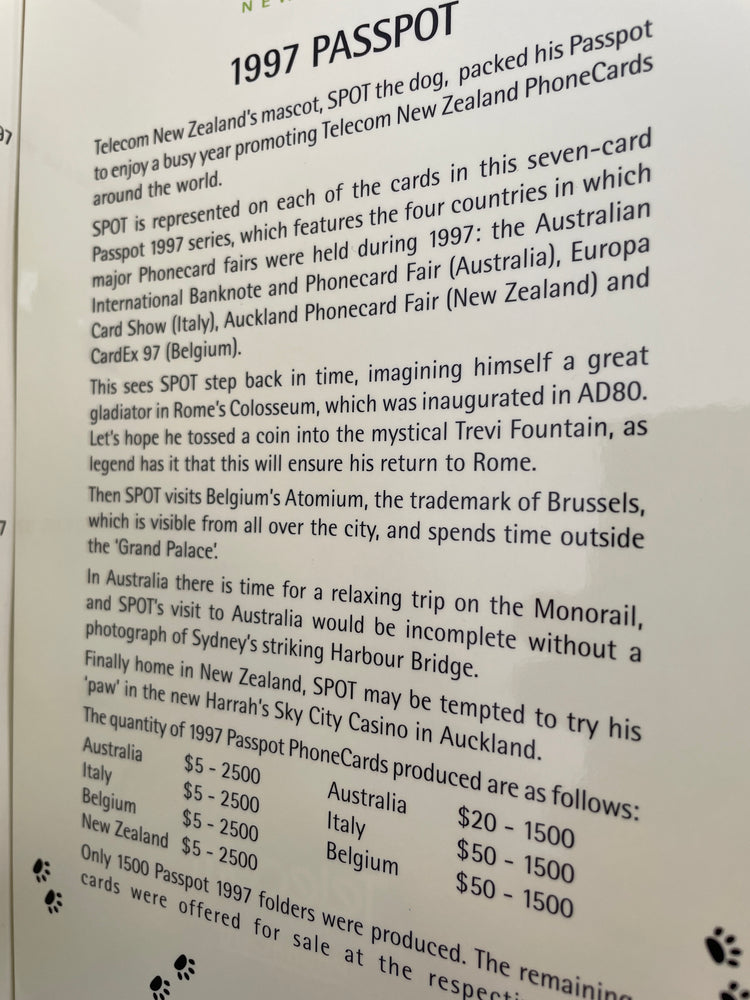 1997 PASSPOT
Telecom New Zealand's mascot, SPOT the dog, packed his Passpot
to enjoy a busy year promoting Telecom New Zealand PhoneCards
around the world.
SPOT is represented on each of the cards in this seven-card
Passpot 1997 series, which features the four countries in which
major Phonecard fairs were held during 1997: the Australian
International Banknote and Phonecard Fair (Australia), Europa
Card Show (Italy), Auckland Phonecard Fair (New Zealand) and
CardEx 97 (Belgium).
This sees SPOT step back in time, imagining himself a great
gladiator in Rome's Colosseum, which was inaugurated in AD80.
Let's hope he tossed a coin into the mystical Trevi Fountain, as
legend has it that this will ensure his return to Rome.
Then SPOT visits Belgium's Atomium, the trademark of Brussels,
which is visible from all over the city, and spends time outside
the 'Grand Palace'.
In Australia there is time for a relaxing trip on the Monorail,
and SPOT's visit to Australia would be incomplete without a
photograph of Sydney's striking Harbour Bridge.
Finally home in New Zealand, SPOT may be tempted to try his
'paw' in the new Harrah's Sky City Casino in Auckland.
The quantity of 1997 Passpot PhoneCards produced are as follows:
Australia $5 - 2500 Australia $20 - 1500
Italy $5 - 2500 Italy $50 - 1500
Belgium $5 - 2500 Belgium $50 - 1500
New Zealand $5 - 2500
Only 1500 Passpot 1997 folders were produced. The remaining
cards were offered for sale at the